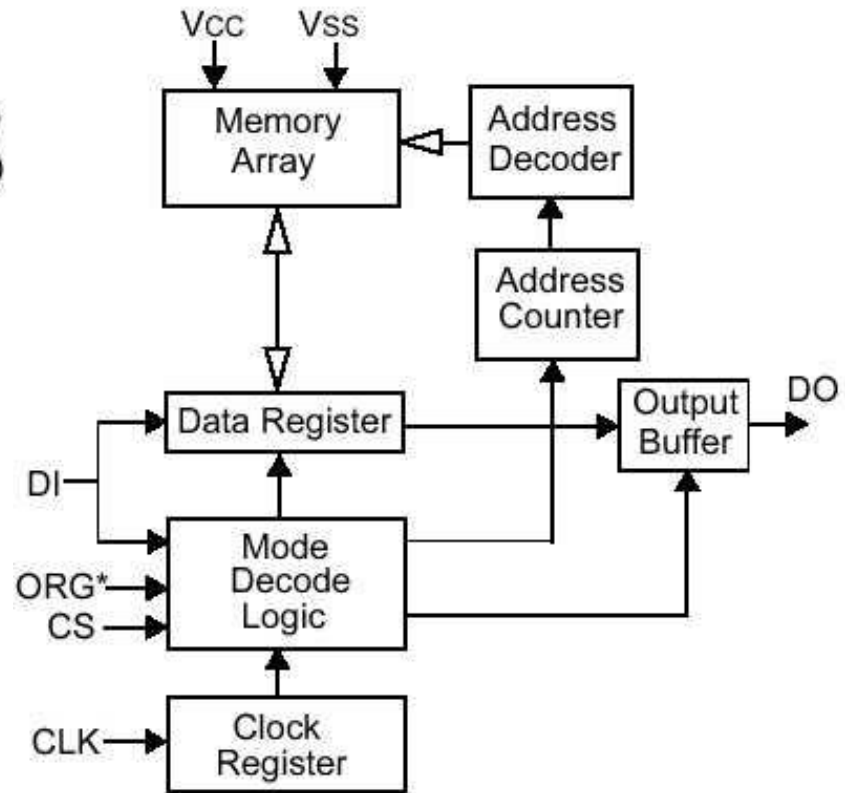 Vcc
Vss
Memory
Array
Address
Decoder
Address
Counter
Data Register
Output
Buffer
DO
DI
Mode
Decode
Logic
ORG*
CS
CLK
Clock
Register